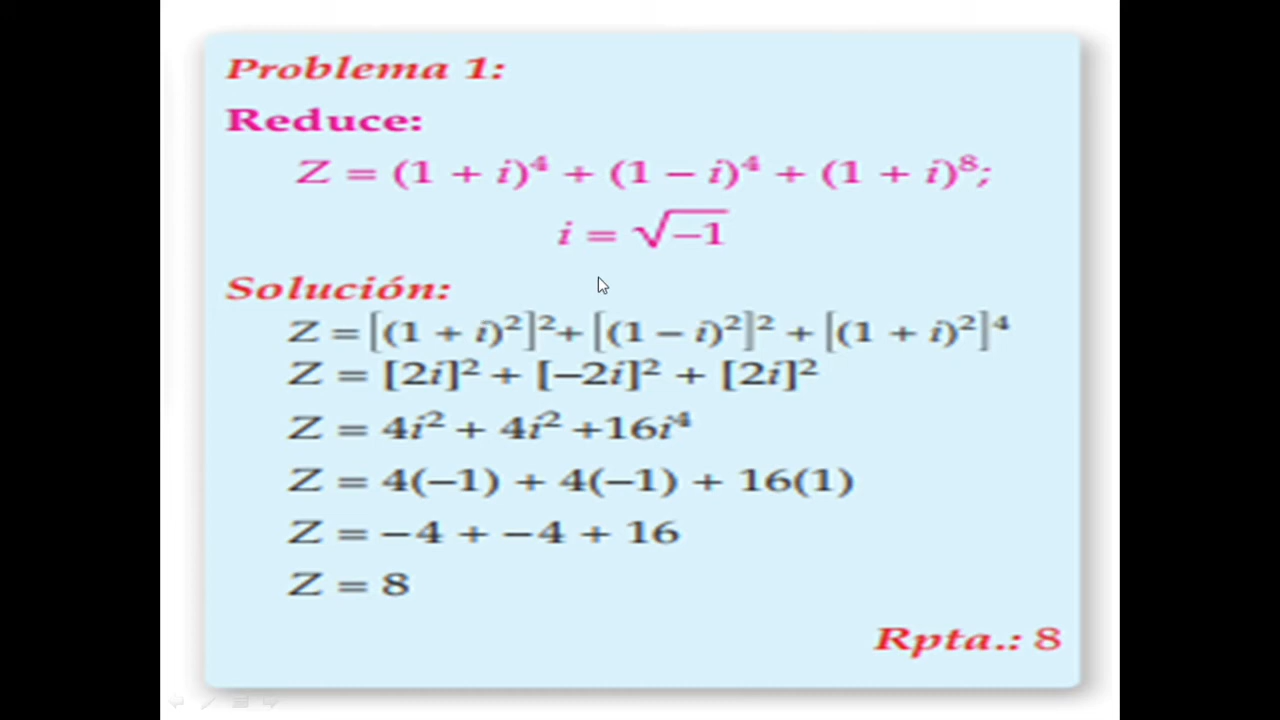 Problema 1:
Reduce:
Z = (1 + i)⁴ + (1 − i)⁴ + (1 + i)⁸;
i = √−1
Solución:
Z = [(1 + i)²]²+ [(1 − i)²]² + [(1 + i)²]⁴
Z = [2i]² + [−2i]² + [2i]²
Z = 4i² + 4i² +16i⁴
Z = 4(−1) + 4(−1) + 16(1)
Z = −4 + −4 + 16
Z = 8
Rpta.: 8